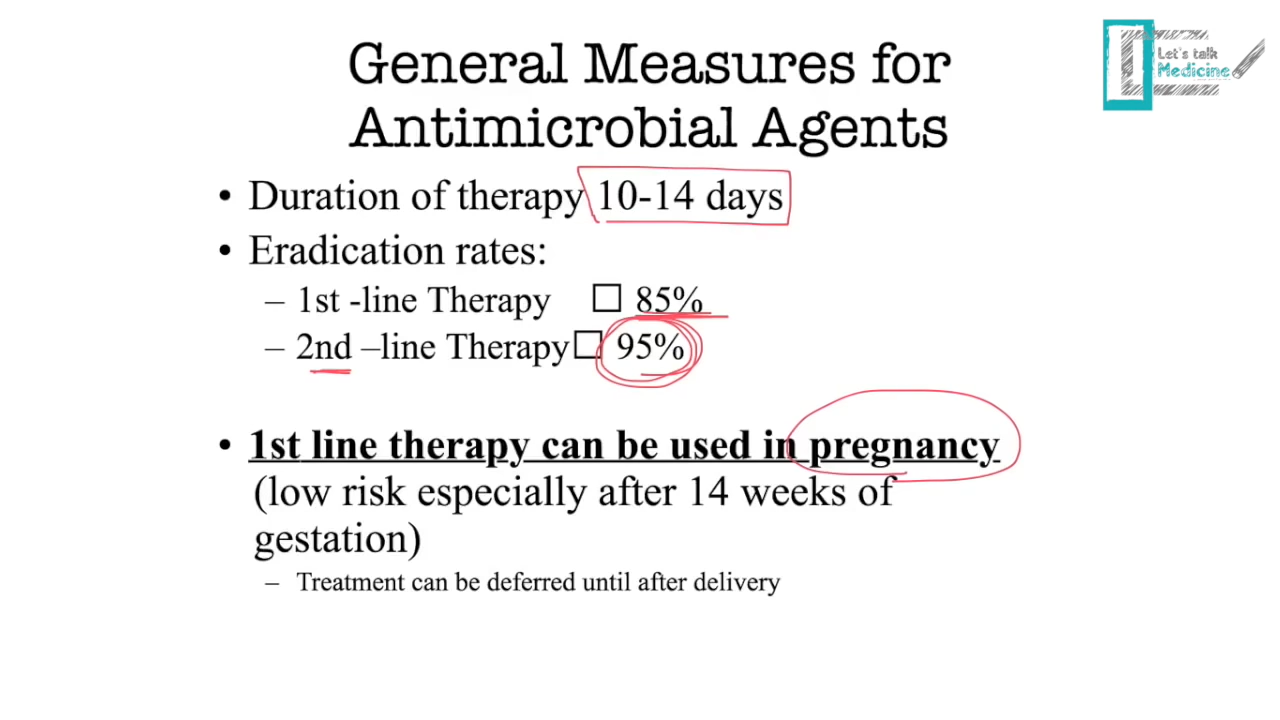 General Measures for
Antimicrobial Agents
Let's talk
Medicine
• Duration of therapy 10-14 days
• Eradication rates:
– 1st -line Therapy □ 85%
– 2nd –line Therapy□ 95%
• 1st line therapy can be used in pregnancy
(low risk especially after 14 weeks of
gestation)
– Treatment can be deferred until after delivery